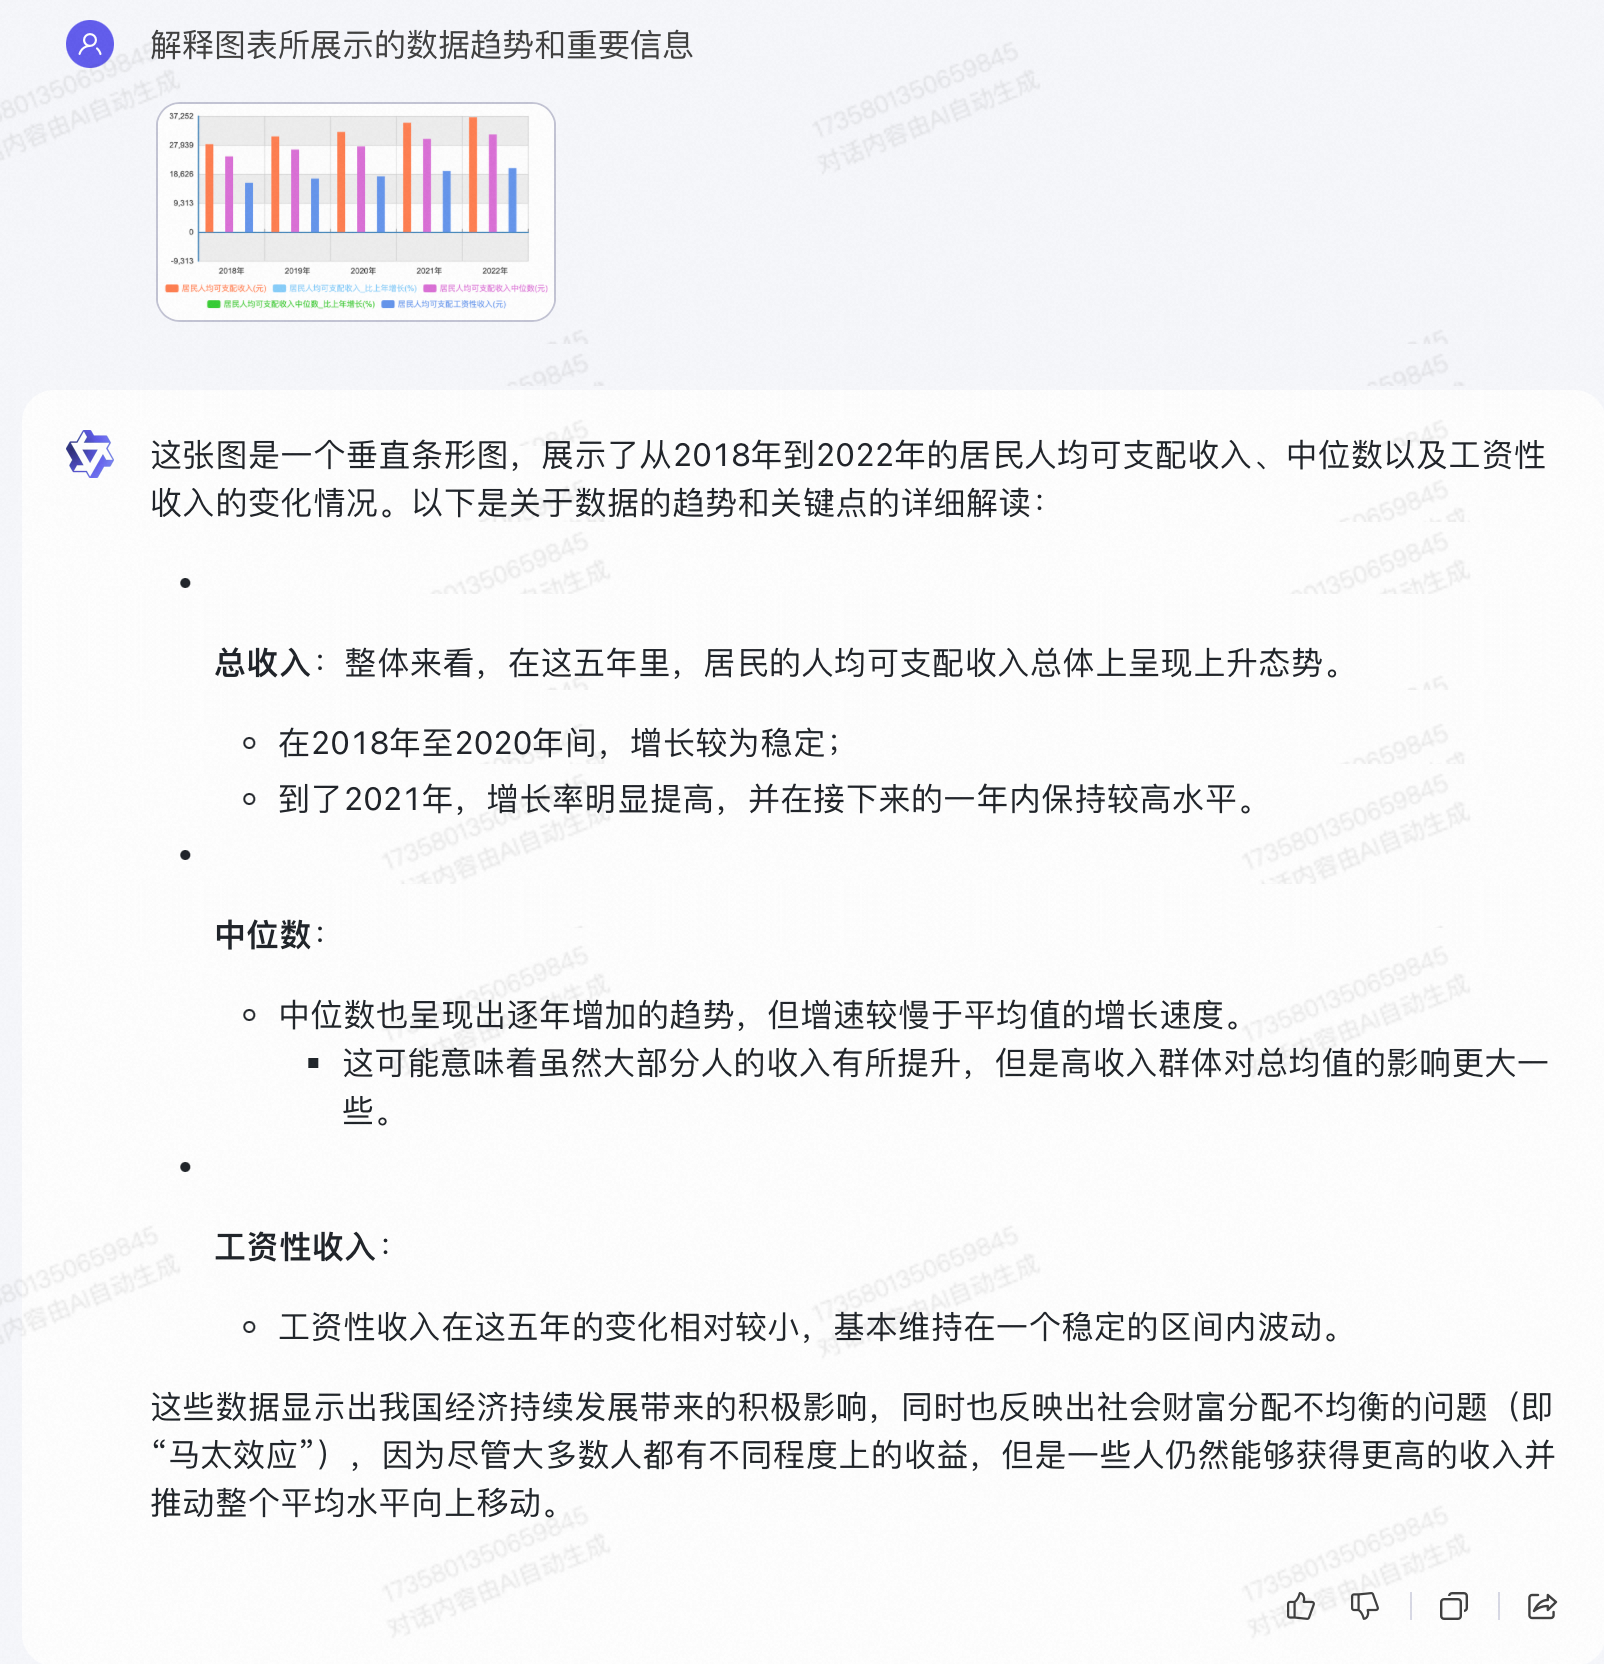 解释图表所展示的数据趋势和重要信息
37,252
27,939
18,626
9,313
0
-9,313
2018年 2019年 2020年 2021年 2022年
居民人均可支配收入(元) 居民人均可支配收入_比上年增长(%) 居民人均可支配收入中位数(元)
居民人均可支配收入中位数_比上年增长(%) 居民人均可支配工资性收入(元)
这张图是一个垂直条形图，展示了从2018年到2022年的居民人均可支配收入、中位数以及工资性
收入的变化情况。以下是关于数据的趋势和关键点的详细解读：
总收入：整体来看，在这五年里，居民的人均可支配收入总体上呈现上升态势。
在2018年至2020年间，增长较为稳定；
到了2021年，增长率明显提高，并在接下来的一年内保持较高水平。
中位数：
中位数也呈现出逐年增加的趋势，但增速较慢于平均值的增长速度。
这可能意味着虽然大部分人的收入有所提升，但是高收入群体对总均值的影响更大一
些。
工资性收入：
工资性收入在这五年的变化相对较小，基本维持在一个稳定的区间内波动。
这些数据显示出我国经济持续发展带来的积极影响，同时也反映出社会财富分配不均衡的问题（即
“马太效应”），因为尽管大多数人都有不同程度上的收益，但是一些人仍然能够获得更高的收入并
推动整个平均水平向上移动。
1735801350659845
对话内容由AI自动生成